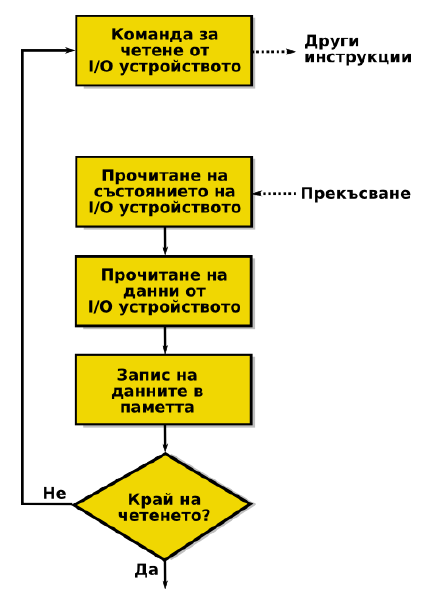 Команда за
четене от
I/O устройството
Други
инструкции
Прочитане на
състоянието на
I/O устройството
Прекъсване
Прочитане на
данни от
I/O устройството
Запис на
данните в
паметта
Не
Край на
четенето?
Да